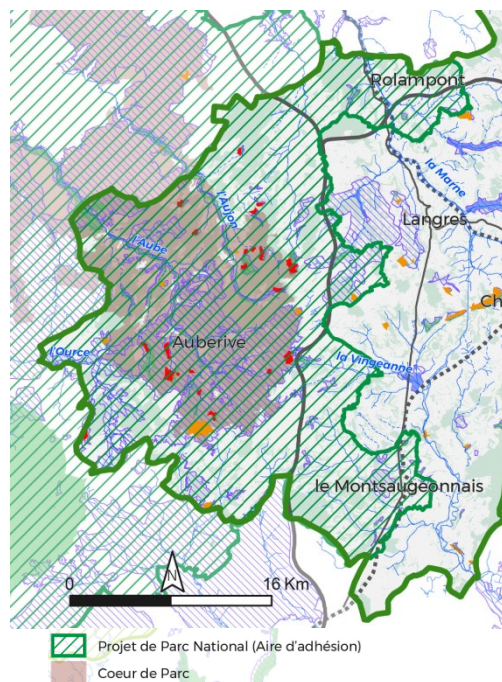 Rolampont
la Marne
l'Aujon
Langres
l'Aube
Ch
Auberive
l'Ource
la Vingeanne
le Montsaugeonnais
N
0 16 Km
Projet de Parc National (Aire d'adhésion)
Coeur de Parc